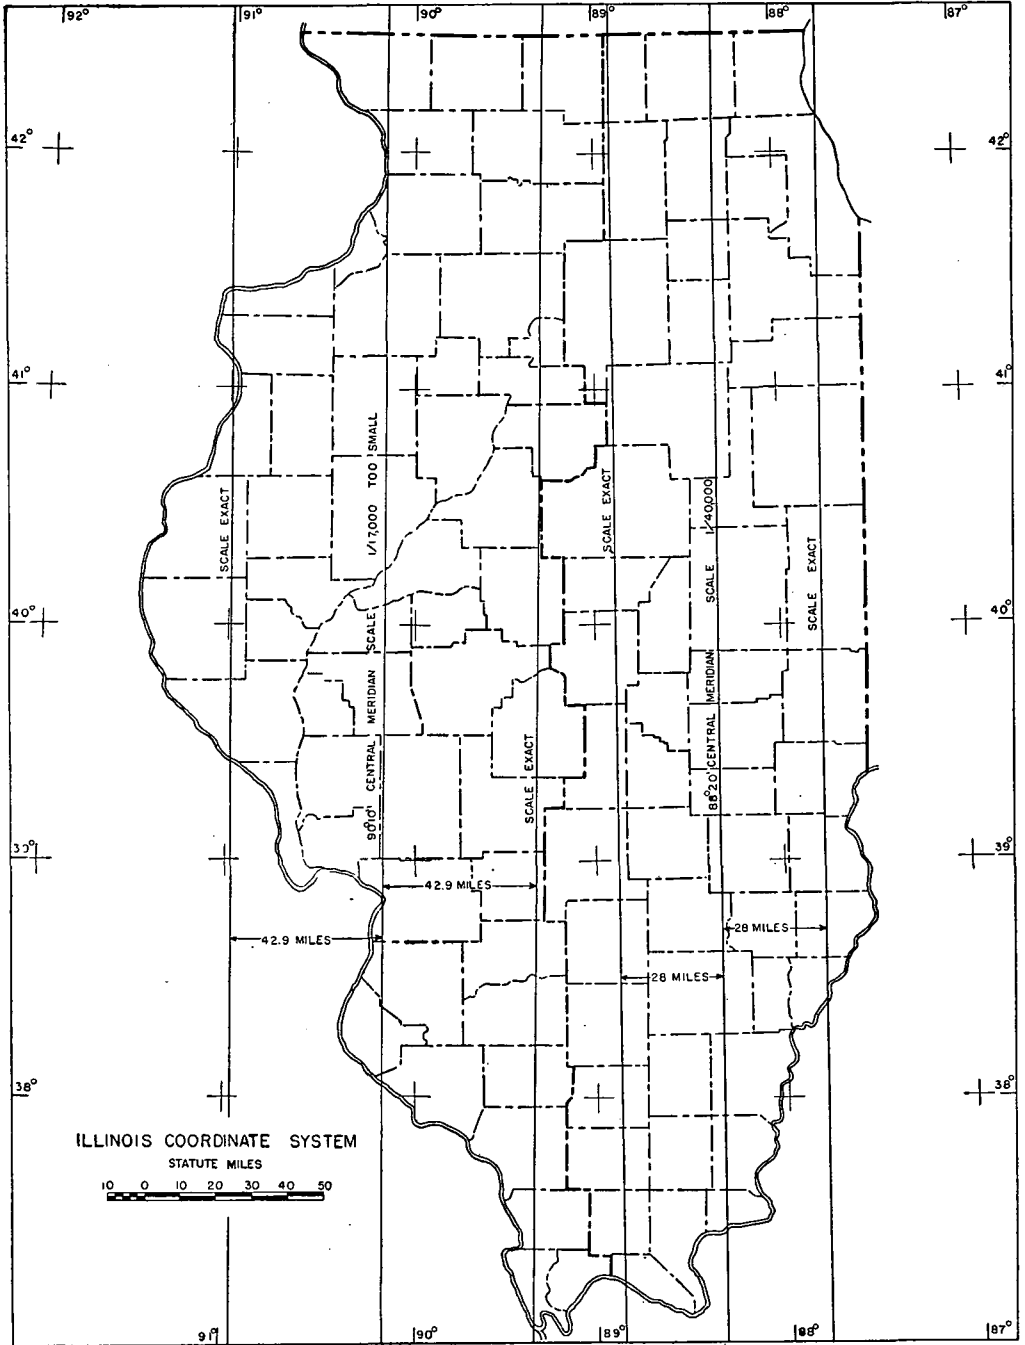 92° 91° 90° 89° 88° 87°
42° 42°
41° 41°
SCALE EXACT
1/17,000 TOO SMALL
SCALE
CENTRAL MERIDIAN
90°10'
SCALE EXACT
SCALE EXACT
1/40,000
SCALE
CENTRAL MERIDIAN
88°20'
SCALE EXACT
40° 40°
39° 39°
42.9 MILES
42.9 MILES
28 MILES
28 MILES
38° 38°
ILLINOIS COORDINATE SYSTEM
STATUTE MILES
10 0 10 20 30 40 50
91° 90° 89° 88° 87°